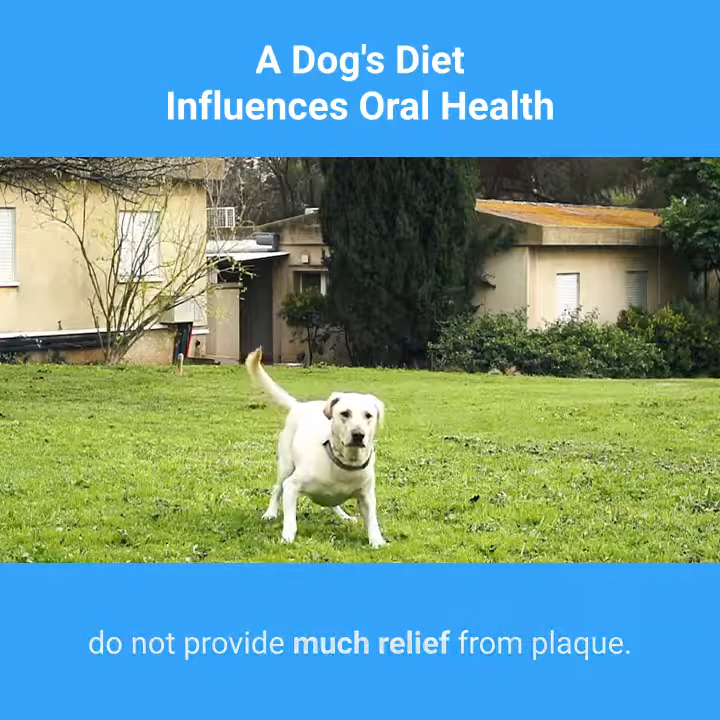 A Dog's Diet
Influences Oral Health
do not provide much relief from plaque.